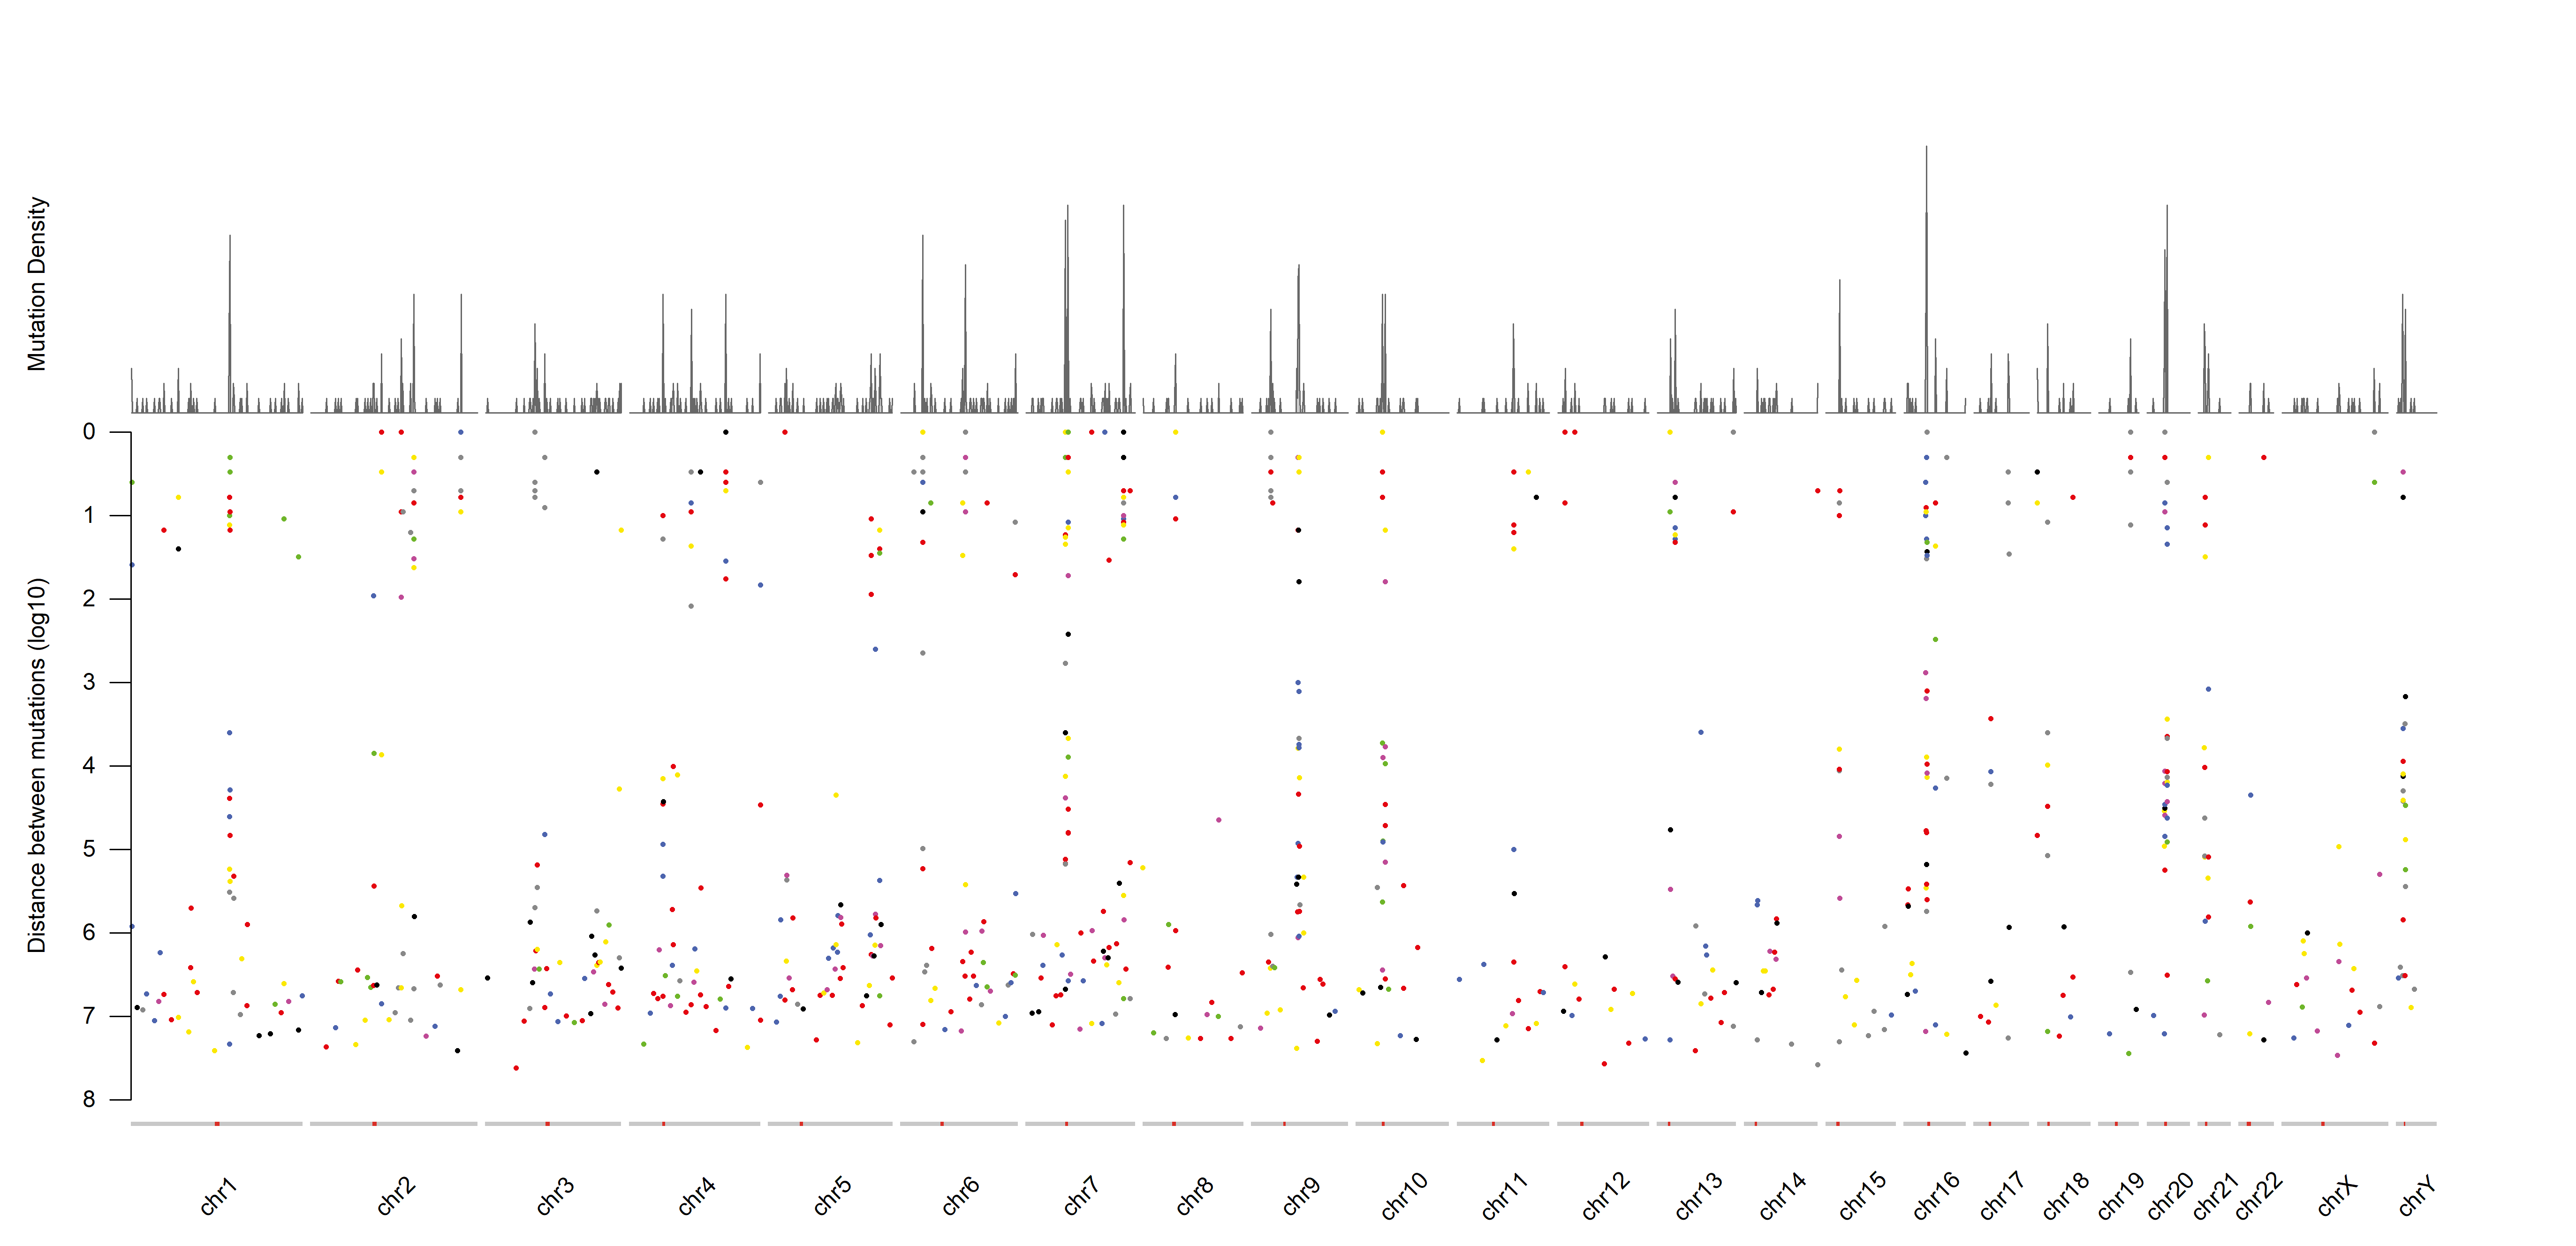 Mutation Density
Distance between mutations (log10)
0
1
2
3
4
5
6
7
8
chr1
chr2
chr3
chr4
chr5
chr6
chr7
chr8
chr9
chr10
chr11
chr12
chr13
chr14
chr15
chr16
chr17
chr18
chr19
chr20
chr21
chr22
chrX
chrY